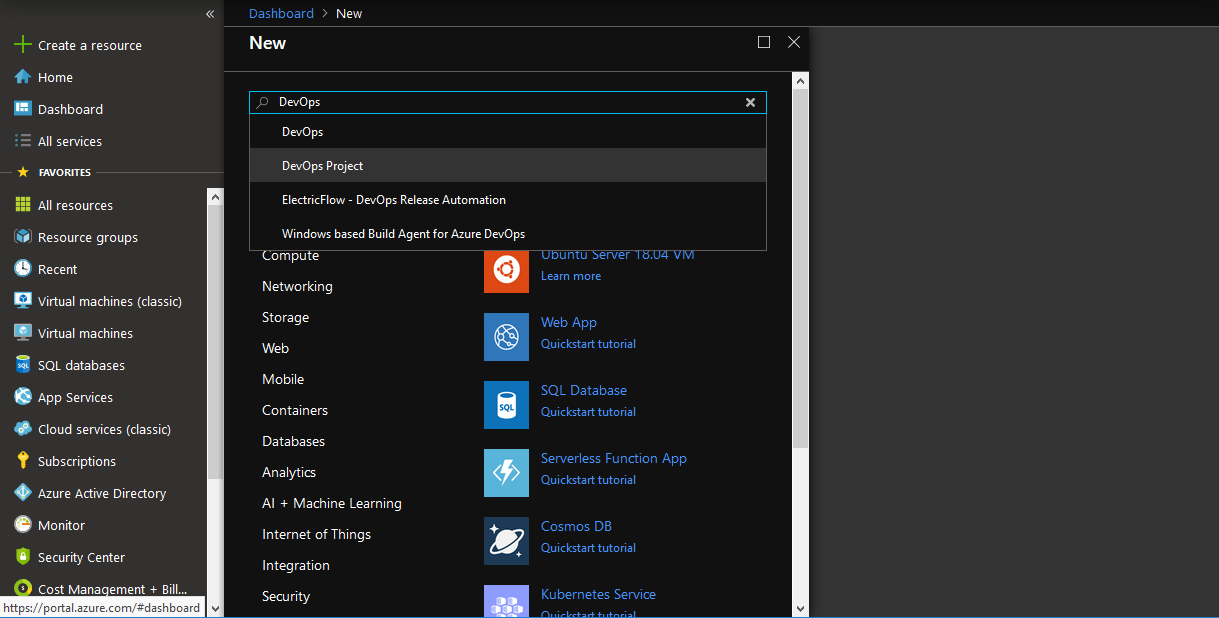 «
Dashboard > New
New
Create a resource
Home
Dashboard
All services
FAVORITES
All resources
Resource groups
Recent
Virtual machines (classic)
Virtual machines
SQL databases
App Services
Cloud services (classic)
Subscriptions
Azure Active Directory
Monitor
Security Center
Cost Management + Bill...
https://portal.azure.com/#dashboard
DevOps
DevOps
DevOps Project
ElectricFlow - DevOps Release Automation
Windows based Build Agent for Azure DevOps
Compute
Networking
Storage
Web
Mobile
Containers
Databases
Analytics
AI + Machine Learning
Internet of Things
Integration
Security
Ubuntu Server 18.04 VM
Learn more
Web App
Quickstart tutorial
SQL
SQL Database
Quickstart tutorial
Serverless Function App
Quickstart tutorial
Cosmos DB
Quickstart tutorial
Kubernetes Service
Quickstart tutorial